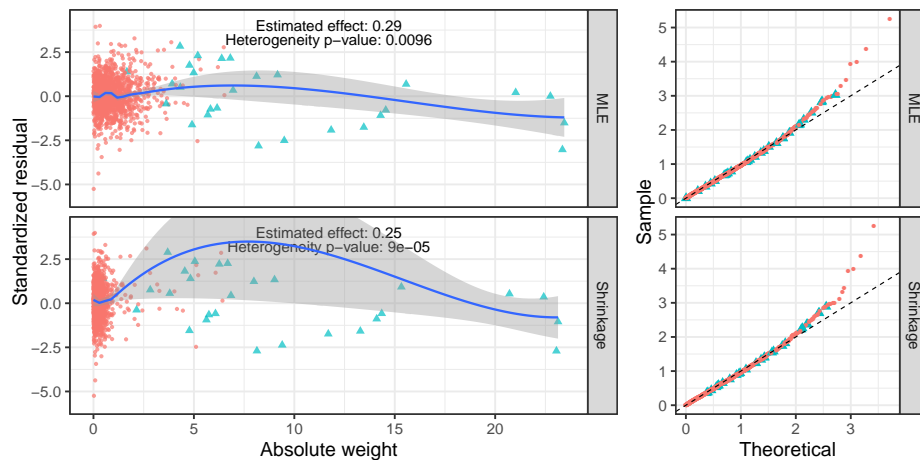 Estimated effect: 0.29
Heterogeneity p-value: 0.0096
2.5
0.0
−2.5
−5.0
MLE
Estimated effect: 0.25
Heterogeneity p-value: 9e−05
2.5
0.0
−2.5
−5.0
Shrinkage
0
5
10
15
20
Absolute weight
Standardized residual
5
4
3
2
1
0
MLE
5
4
3
2
1
0
Shrinkage
0
1
2
3
Theoretical
Sample